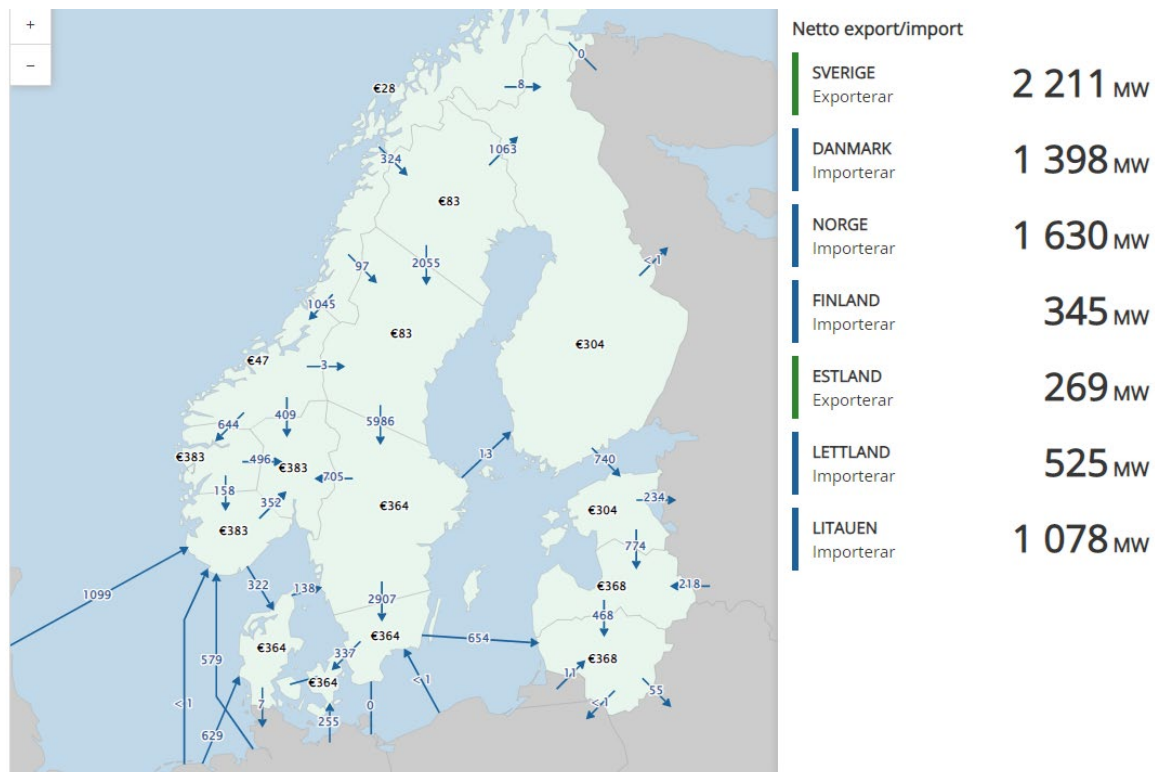 +
−
€28
0
8
324
1063
€83
97
2055
<1
1045
€83
€304
€47
3
409
644
5986
€383
496
€383
705
13
740
158
352
€364
234
€304
€383
774
1099
322
138
2907
€368
218
468
€364
€364
337
654
579
€368
€364
11
<1
<1
7
0
<1
55
255
629
Netto export/import
SVERIGE
Exporterar
2 211 MW
DANMARK
Importerar
1 398 MW
NORGE
Importerar
1 630 MW
FINLAND
Importerar
345 MW
ESTLAND
Exporterar
269 MW
LETTLAND
Importerar
525 MW
LITAUEN
Importerar
1 078 MW